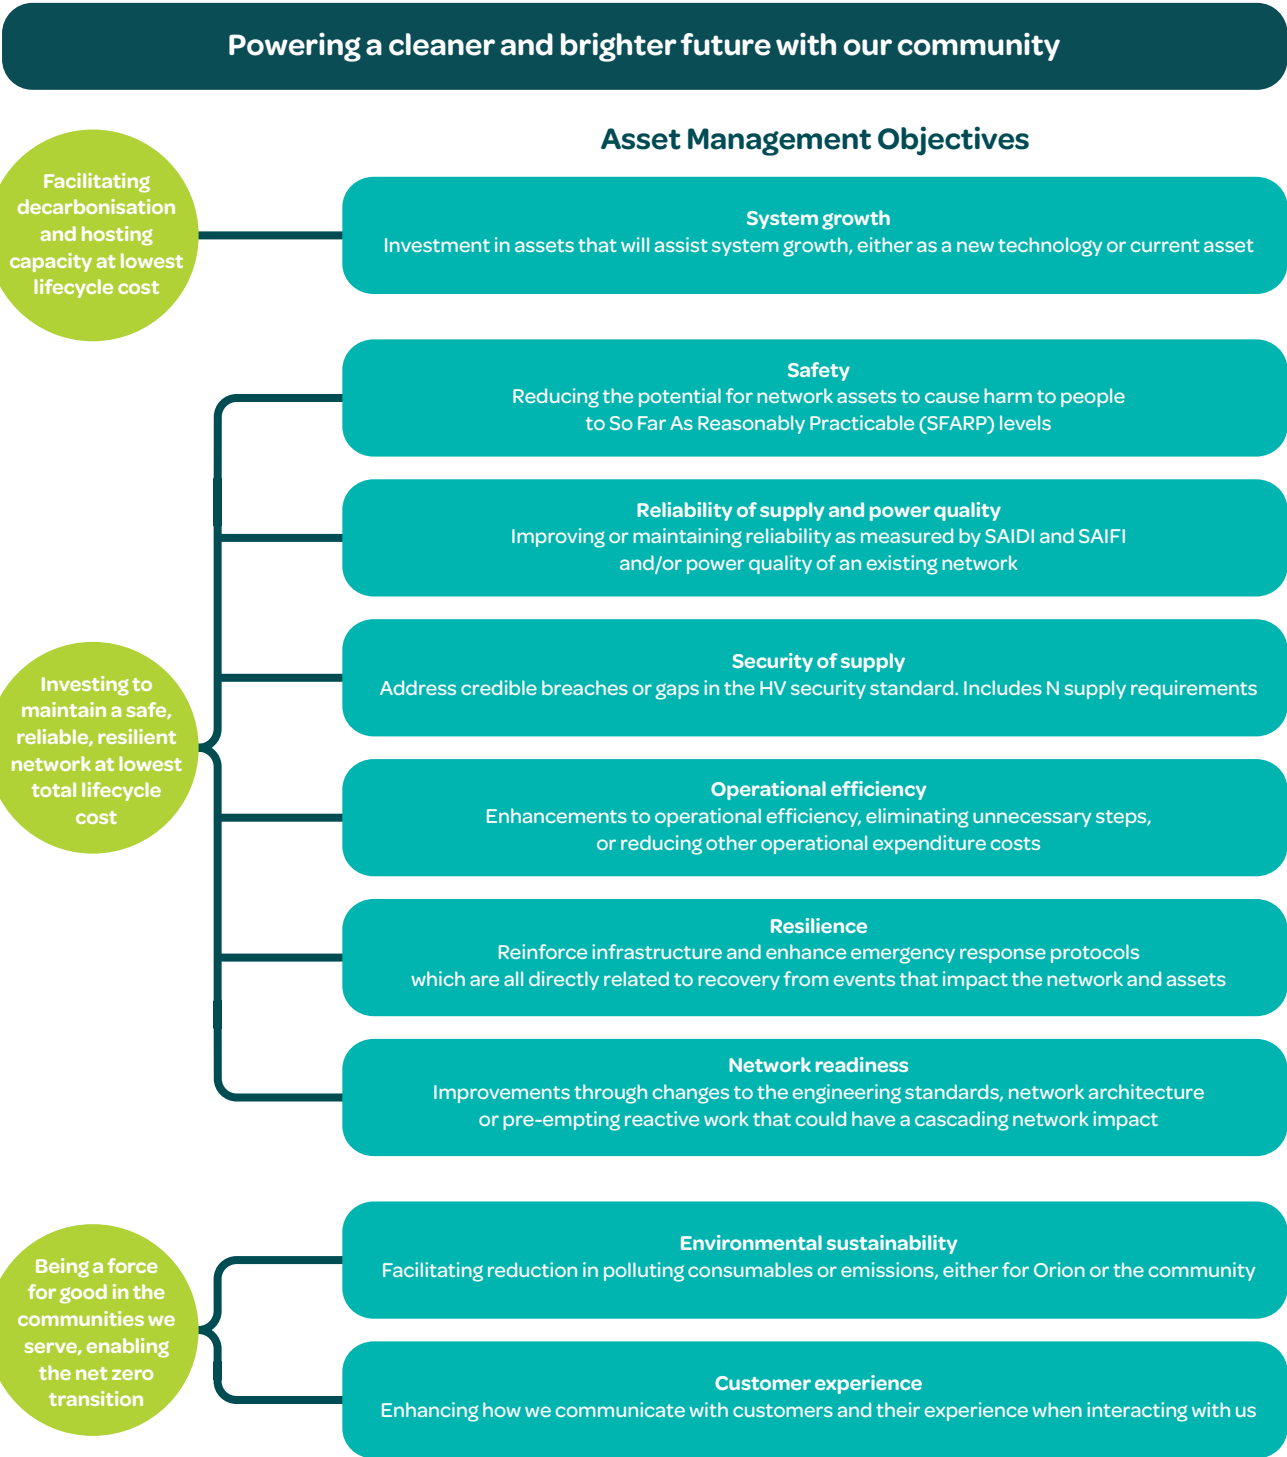 Powering a cleaner and brighter future with our community
Asset Management Objectives
Facilitating
decarbonisation
and hosting
capacity at lowest
lifecycle cost
System growth
Investment in assets that will assist system growth, either as a new technology or current asset
Investing to
maintain a safe,
reliable, resilient
network at lowest
total lifecycle
cost
Safety
Reducing the potential for network assets to cause harm to people
to So Far As Reasonably Practicable (SFARP) levels
Reliability of supply and power quality
Improving or maintaining reliability as measured by SAIDI and SAIFI
and/or power quality of an existing network
Security of supply
Address credible breaches or gaps in the HV security standard. Includes N supply requirements
Operational efficiency
Enhancements to operational efficiency, eliminating unnecessary steps,
or reducing other operational expenditure costs
Resilience
Reinforce infrastructure and enhance emergency response protocols
which are all directly related to recovery from events that impact the network and assets
Network readiness
Improvements through changes to the engineering standards, network architecture
or pre-empting reactive work that could have a cascading network impact
Being a force
for good in the
communities we
serve, enabling
the net zero
transition
Environmental sustainability
Facilitating reduction in polluting consumables or emissions, either for Orion or the community
Customer experience
Enhancing how we communicate with customers and their experience when interacting with us